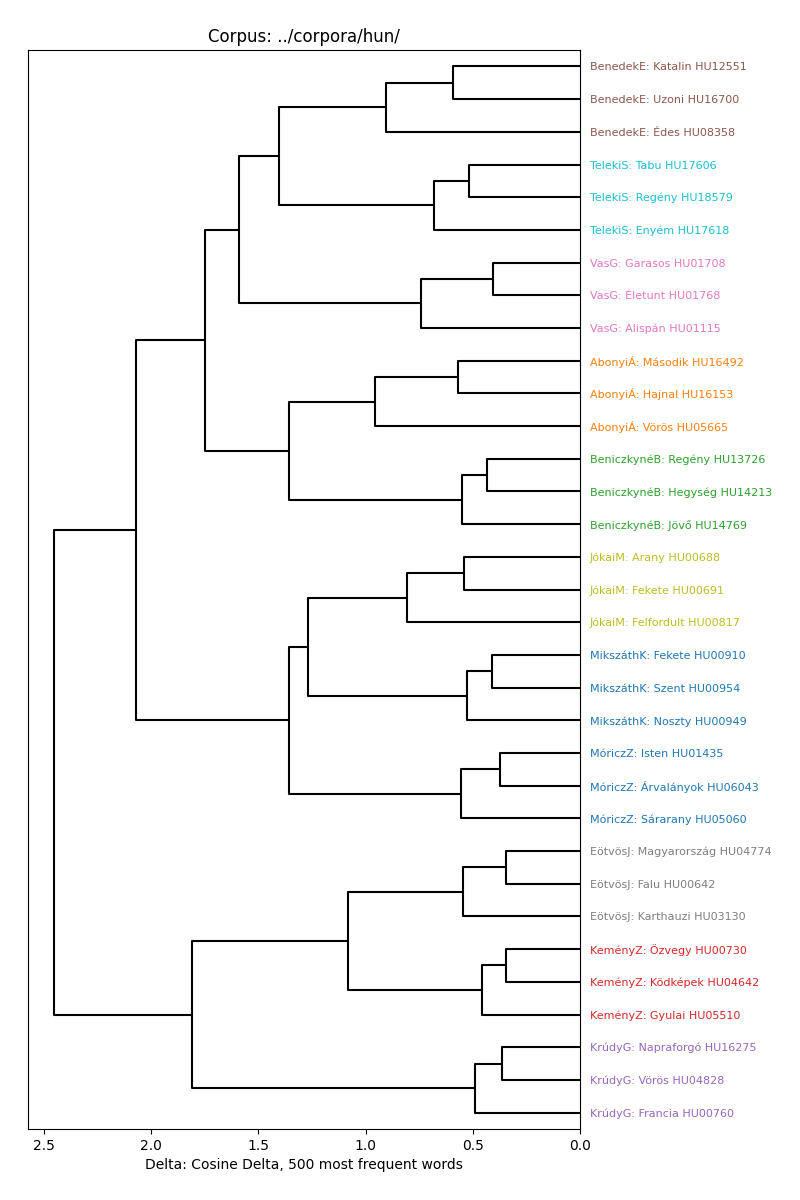 Corpus: ../corpora/hun/
BenedekE: Katalin HU12551
BenedekE: Uzoni HU16700
BenedekE: Édes HU08358
TelekiS: Tabu HU17606
TelekiS: Regény HU18579
TelekiS: Enyém HU17618
VasG: Garasos HU01708
VasG: Életunt HU01768
VasG: Alispán HU01115
AbonyiÁ: Második HU16492
AbonyiÁ: Hajnal HU16153
AbonyiÁ: Vörös HU05665
BeniczkynéB: Regény HU13726
BeniczkynéB: Hegység HU14213
BeniczkynéB: Jövő HU14769
JókaiM: Arany HU00688
JókaiM: Fekete HU00691
JókaiM: Felfordult HU00817
MikszáthK: Fekete HU00910
MikszáthK: Szent HU00954
MikszáthK: Noszty HU00949
MóriczZ: Isten HU01435
MóriczZ: Árvalányok HU06043
MóriczZ: Sárarany HU05060
EötvösJ: Magyarország HU04774
EötvösJ: Falu HU00642
EötvösJ: Karthauzi HU03130
KeményZ: Özvegy HU00730
KeményZ: Ködképek HU04642
KeményZ: Gyulai HU05510
KrúdyG: Napraforgó HU16275
KrúdyG: Vörös HU04828
KrúdyG: Francia HU00760
2.5 2.0 1.5 1.0 0.5 0.0
Delta: Cosine Delta, 500 most frequent words